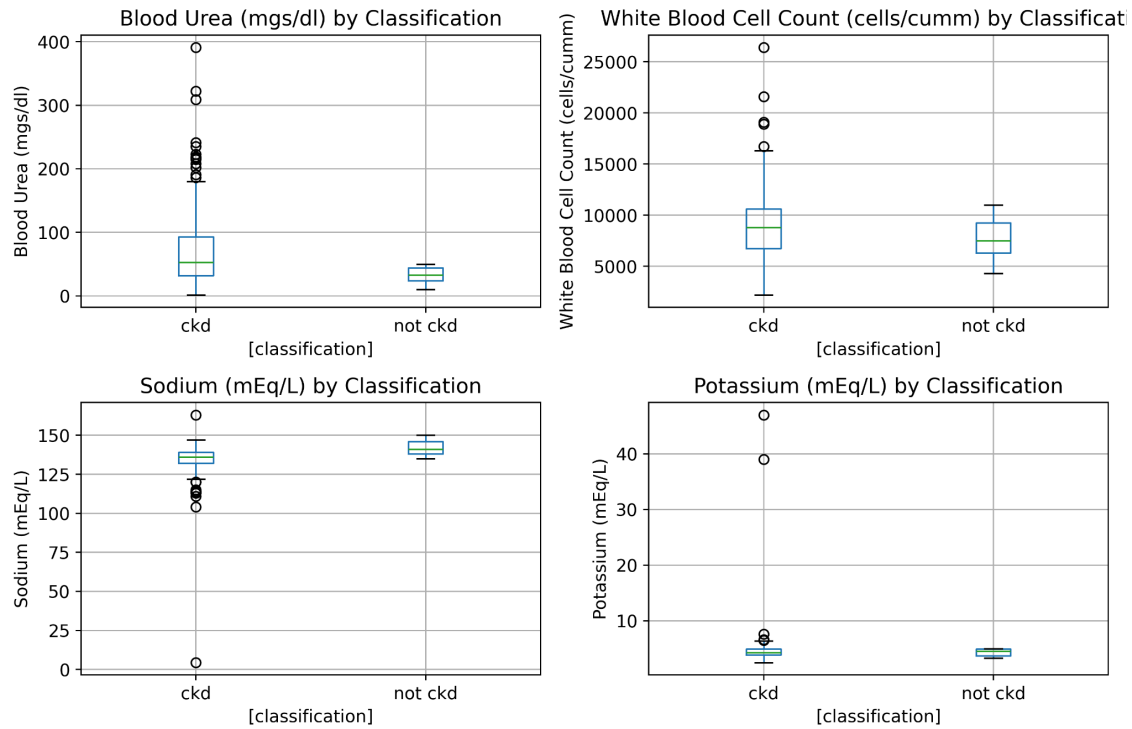 Blood Urea (mgs/dl) by Classification
Blood Urea (mgs/dl)
400
300
200
100
0
ckd
not ckd
[classification]
White Blood Cell Count (cells/cumm) by Classificati
White Blood Cell Count (cells/cumm)
25000
20000
15000
10000
5000
ckd
not ckd
[classification]
Sodium (mEq/L) by Classification
Sodium (mEq/L)
150
125
100
75
50
25
0
ckd
not ckd
[classification]
Potassium (mEq/L) by Classification
Potassium (mEq/L)
40
30
20
10
ckd
not ckd
[classification]